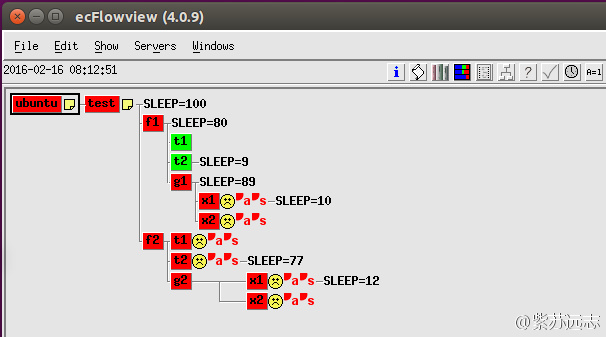 ecFlowview (4.0.9)
File Edit Show Servers Windows
2016-02-16 08:12:51
i ? A=1
ubuntu test SLEEP=100
f1 SLEEP=80
t1
t2 SLEEP=9
g1 SLEEP=89
x1 a s SLEEP=10
x2 a s
f2 t1 a s
t2 a s SLEEP=77
g2 x1 a s SLEEP=12
x2 a s
@紫苏远志